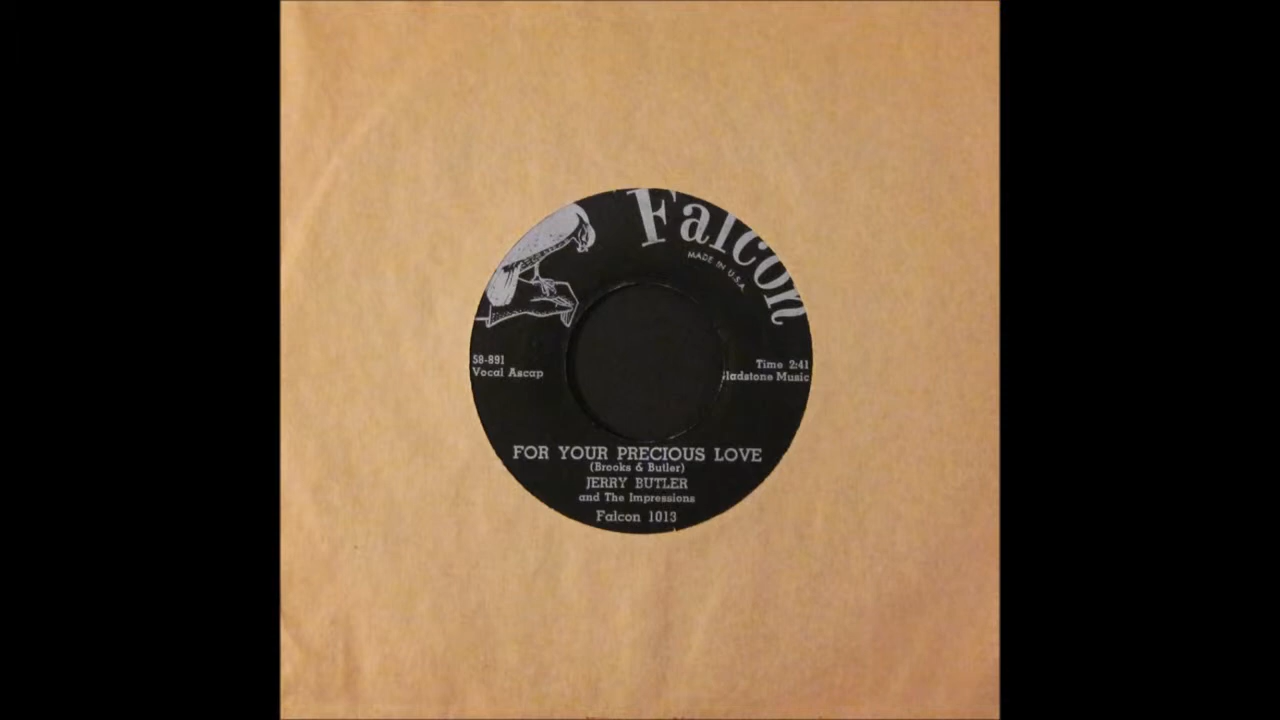 Falcon
MADE IN U.S.A.
58-891
Vocal Ascap
Time 2:41
Gladstone Music
FOR YOUR PRECIOUS LOVE
(Brooks & Butler)
JERRY BUTLER
and The Impressions
Falcon 1013